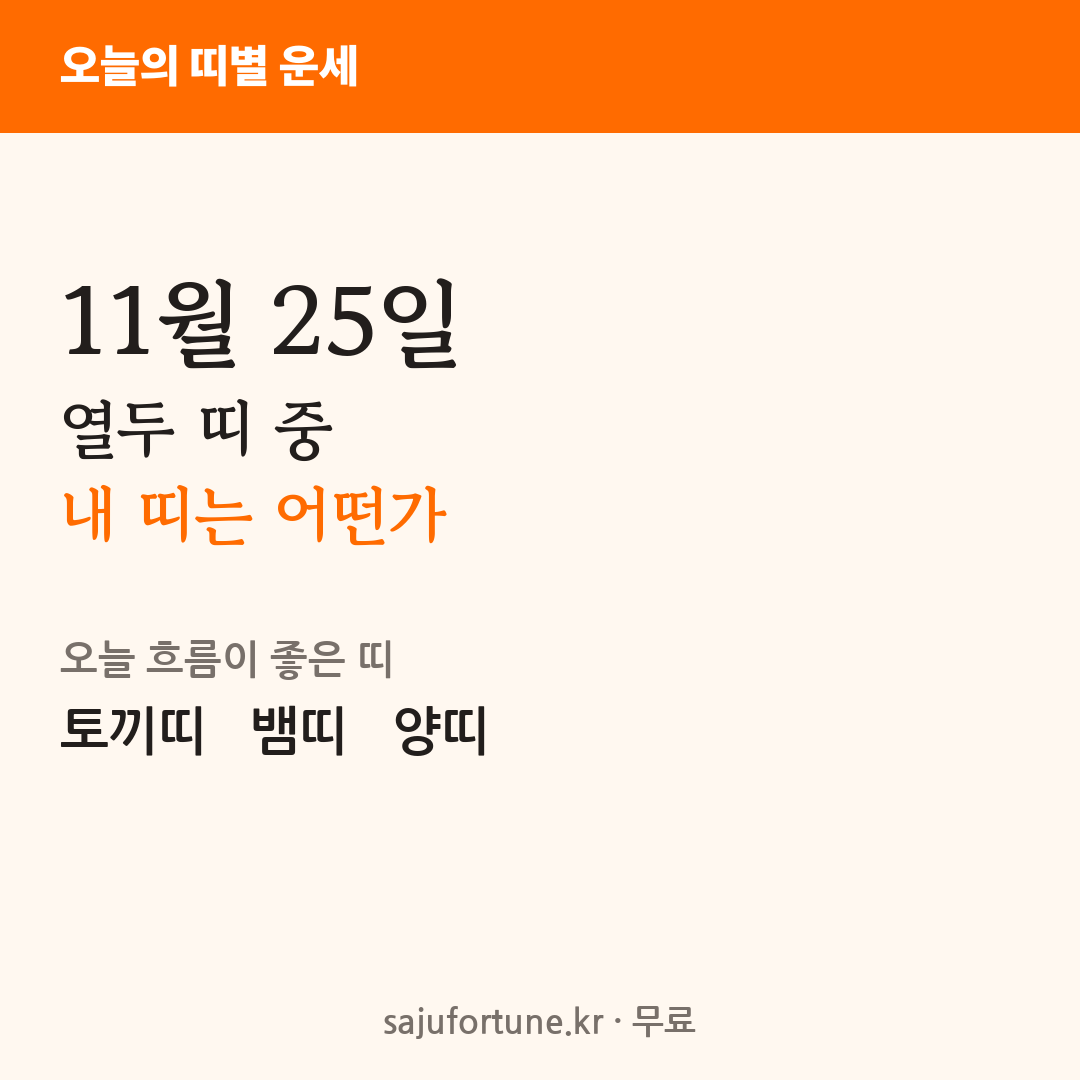 오늘의 띠별 운세
11월 25일
열두 띠 중
내 띠는 어떤가
오늘 흐름이 좋은 띠
토끼띠 뱀띠 양띠
sajufortune.kr · 무료